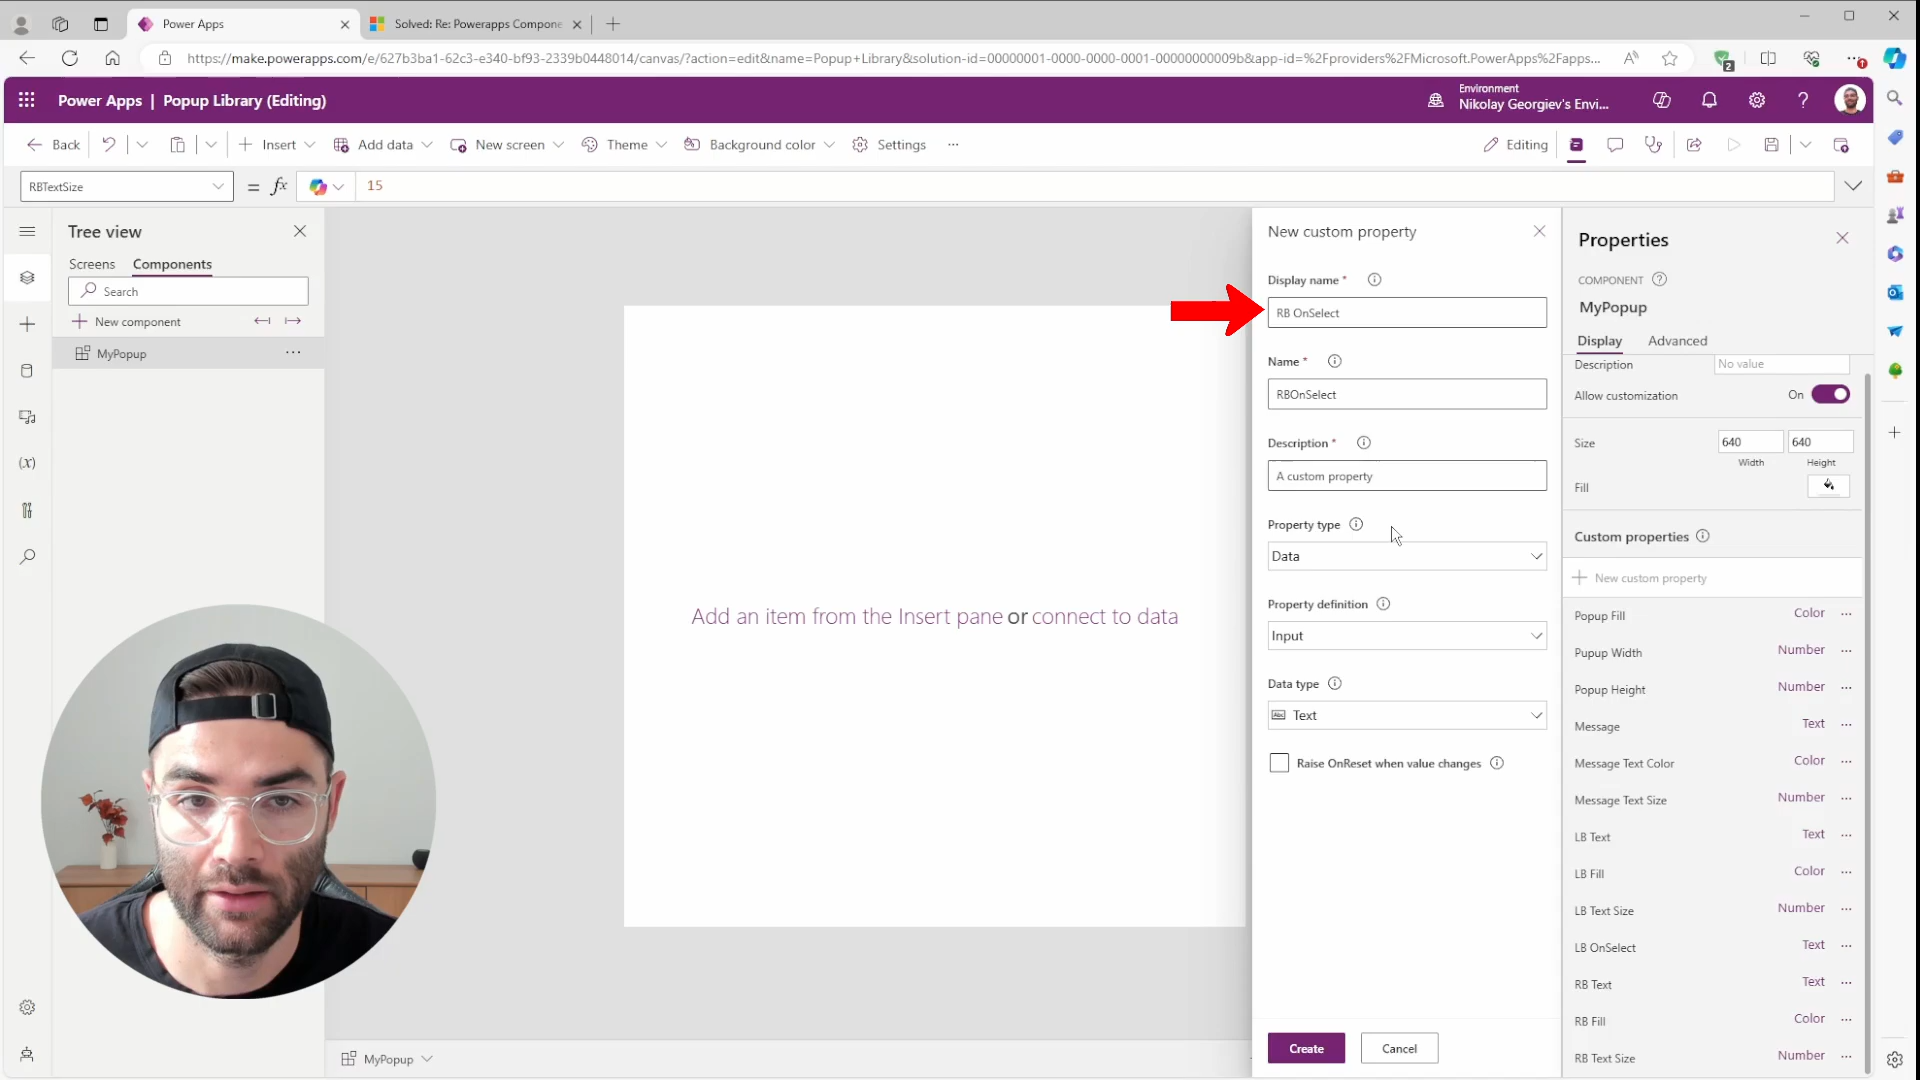 Power Apps
Solved: Re: Powerapps Compone
https://make.powerapps.com/e/627b3ba1-62c3-e340-bf93-2339b0448014/canvas/?action=edit&name=Popup+Library&solution-id=00000001-0000-0000-0001-00000000009b&app-id=%2Fproviders%2FMicrosoft.PowerApps%2Fapps...
2
Power Apps | Popup Library (Editing)
Environment
Nikolay Georgiev's Envi...
Back
Insert
Add data
New screen
Theme
Background color
Settings
Editing
RBTextSize
= fx
15
Tree view
Screens
Components
Search
New component
MyPopup
Add an item from the Insert pane or connect to data
MyPopup
New custom property
Display name *
RB OnSelect
Name *
RBOnSelect
Description *
A custom property
Property type
Data
Property definition
Input
Data type
Abc Text
Raise OnReset when value changes
Create
Cancel
Properties
COMPONENT
MyPopup
Display
Advanced
Description
No value
Allow customization
On
Size
640
640
Width
Height
Fill
Custom properties
New custom property
Popup Fill Color
Pupup Width Number
Popup Height Number
Message Text
Message Text Color Color
Message Text Size Number
LB Text Text
LB Fill Color
LB Text Size Number
LB OnSelect Text
RB Text Text
RB Fill Color
RB Text Size Number